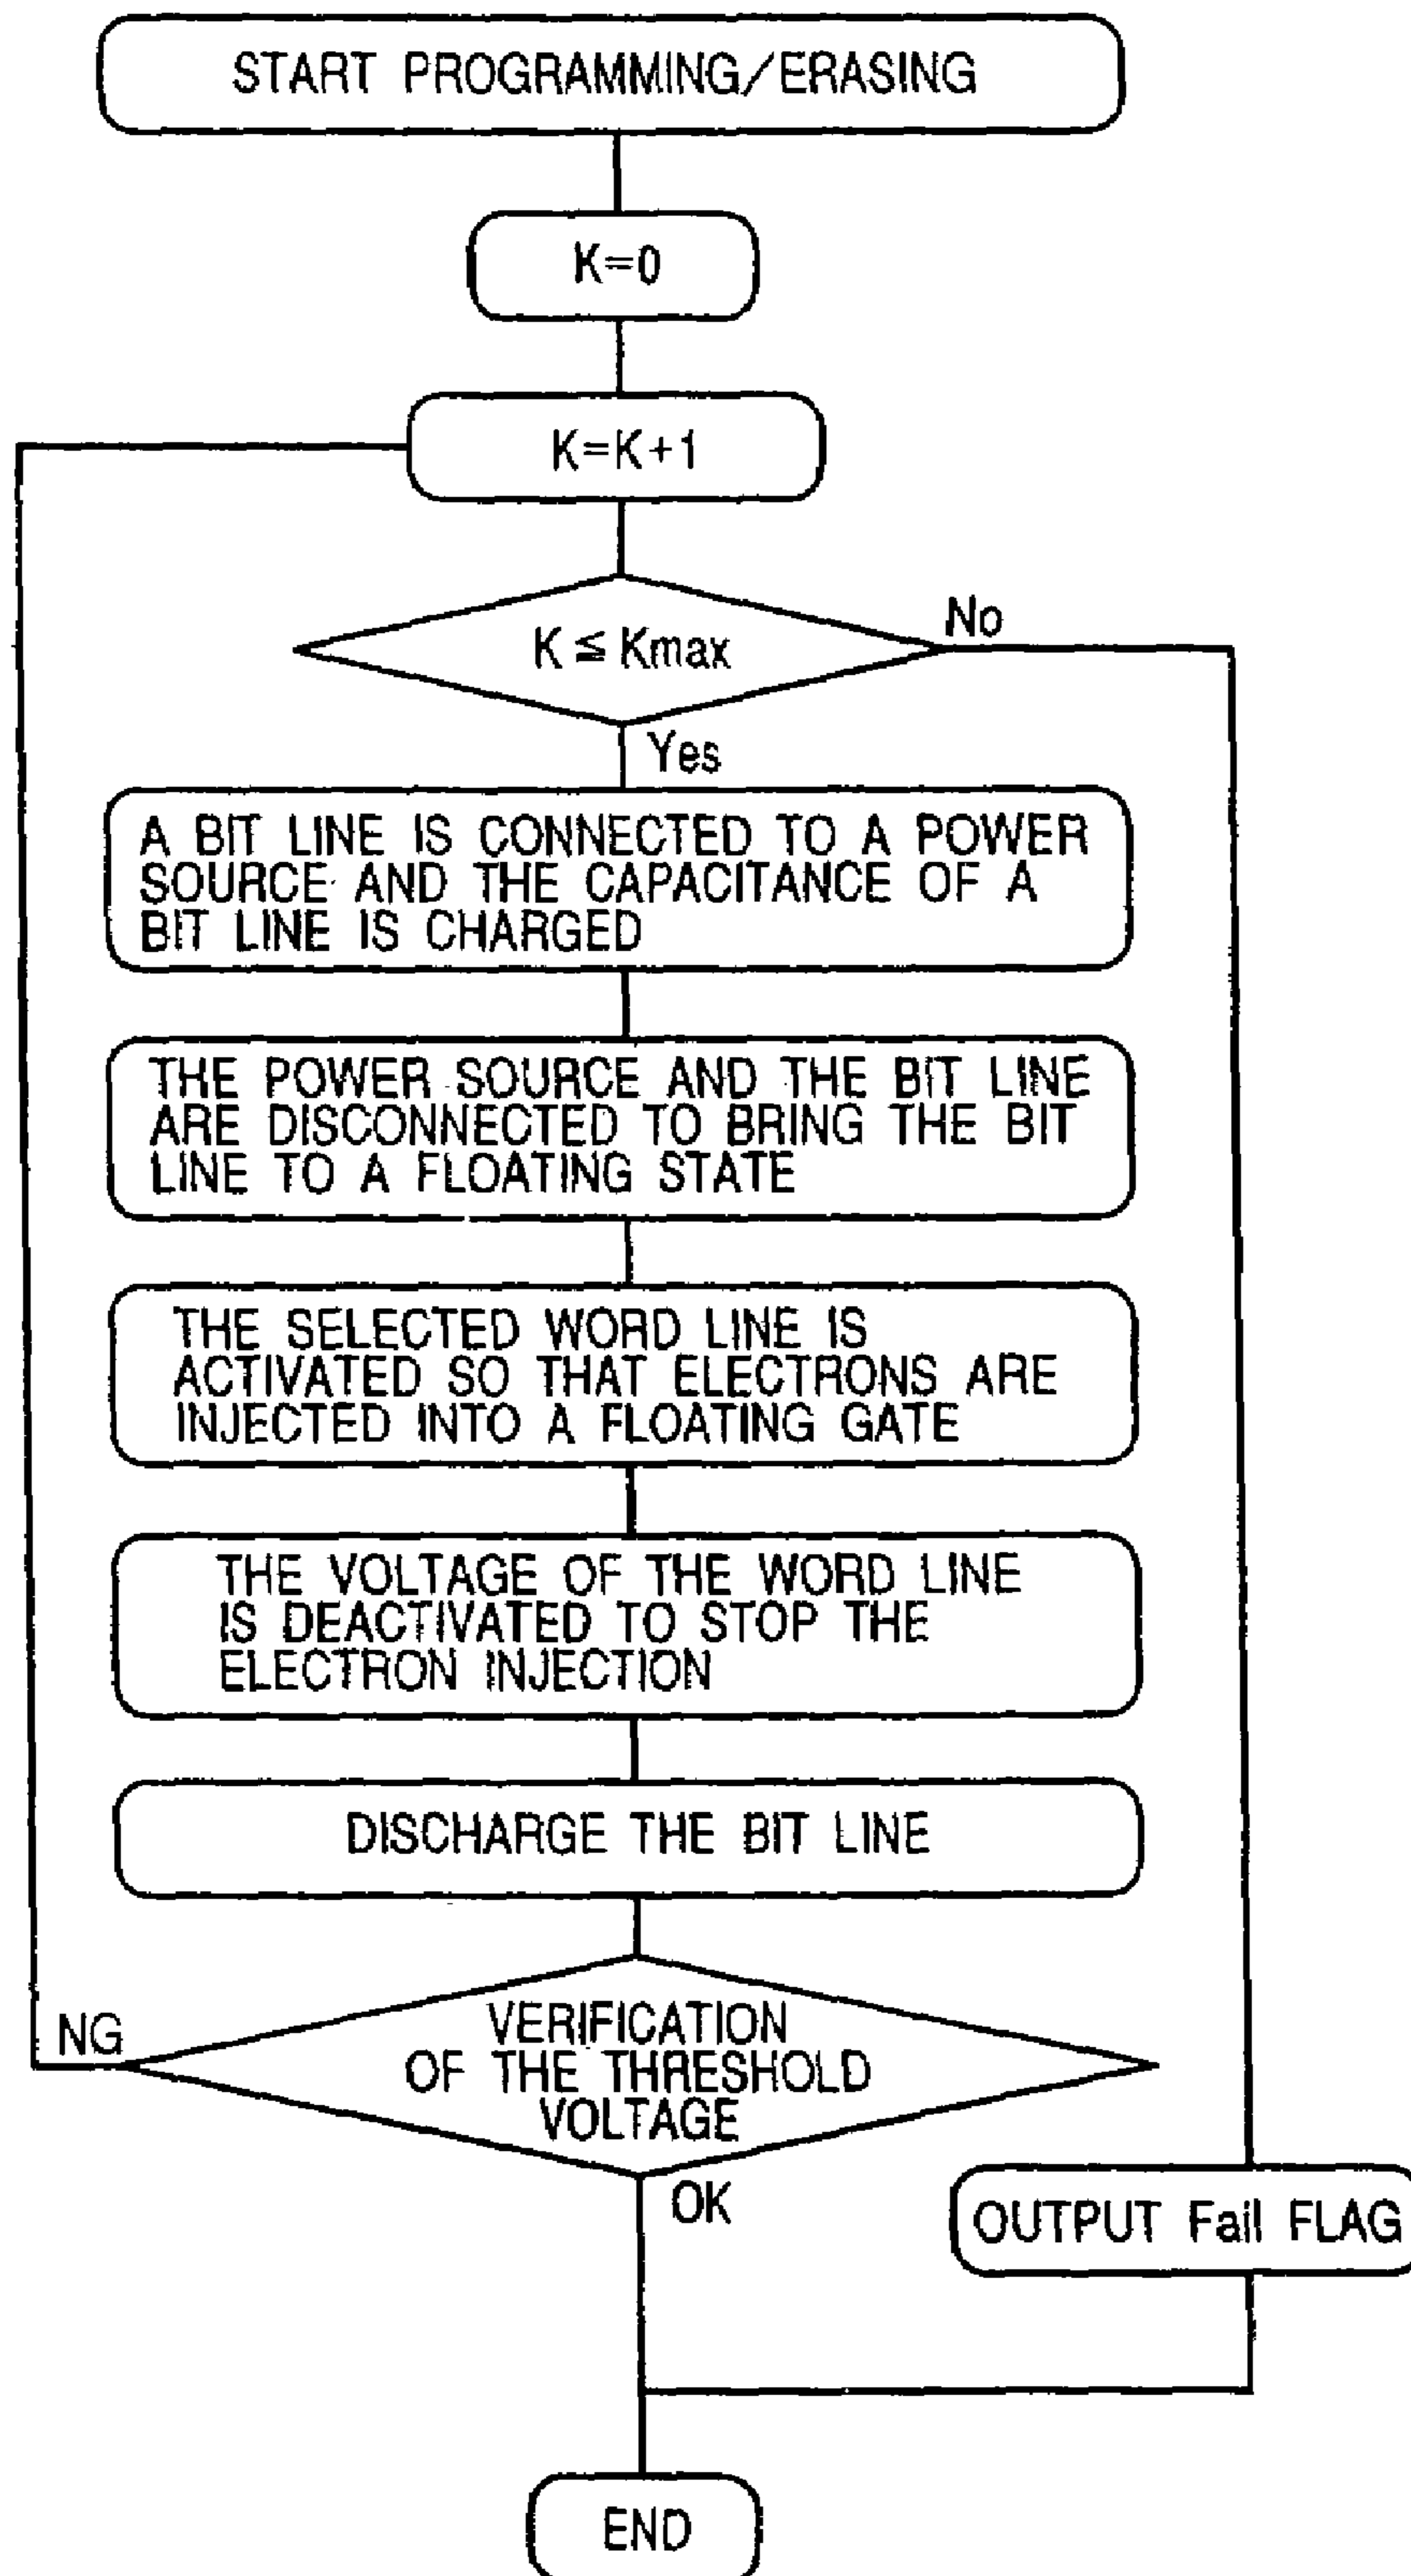 START PROGRAMMING/ERASING
K=0
K=K+1
K≦Kmax
No
Yes
A BIT LINE IS CONNECTED TO A POWER
SOURCE AND THE CAPACITANCE OF A
BIT LINE IS CHARGED
THE POWER SOURCE AND THE BIT LINE
ARE DISCONNECTED TO BRING THE BIT
LINE TO A FLOATING STATE
THE SELECTED WORD LINE IS
ACTIVATED SO THAT ELECTRONS ARE
INJECTED INTO A FLOATING GATE
THE VOLTAGE OF THE WORD LINE
IS DEACTIVATED TO STOP THE
ELECTRON INJECTION
DISCHARGE THE BIT LINE
NG
VERIFICATION
OF THE THRESHOLD
VOLTAGE
OK
OUTPUT Fail FLAG
END